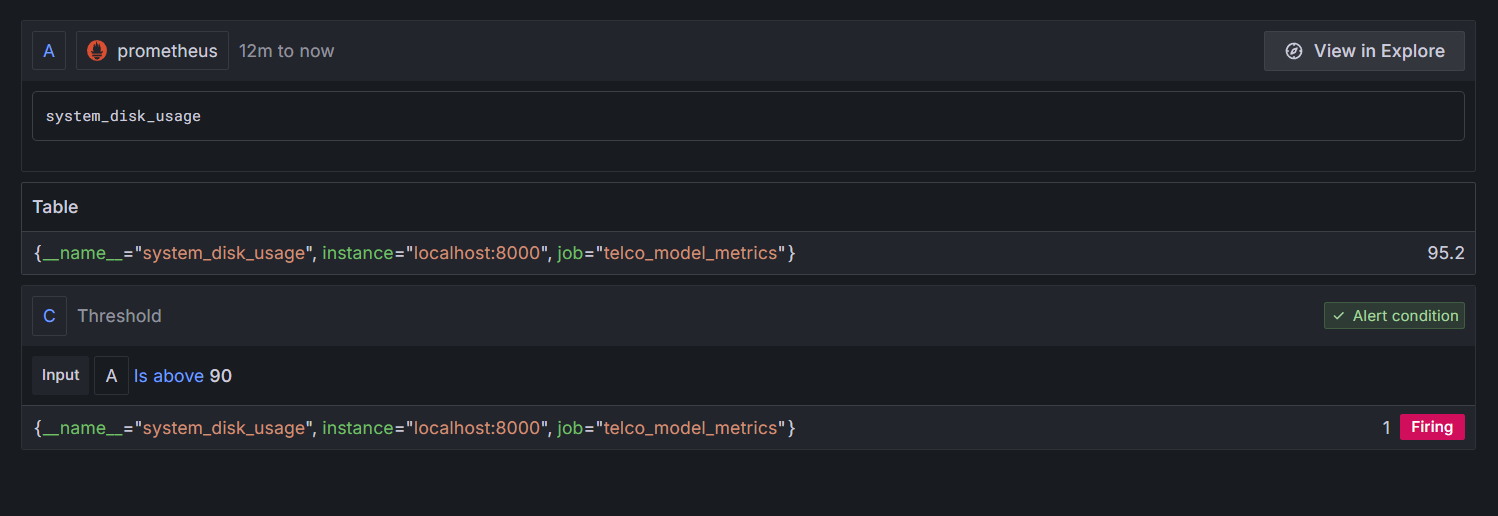 A prometheus 12m to now View in Explore
system_disk_usage
Table
{__name__="system_disk_usage", instance="localhost:8000", job="telco_model_metrics"} 95.2
C Threshold Alert condition
Input A Is above 90
{__name__="system_disk_usage", instance="localhost:8000", job="telco_model_metrics"} 1 Firing